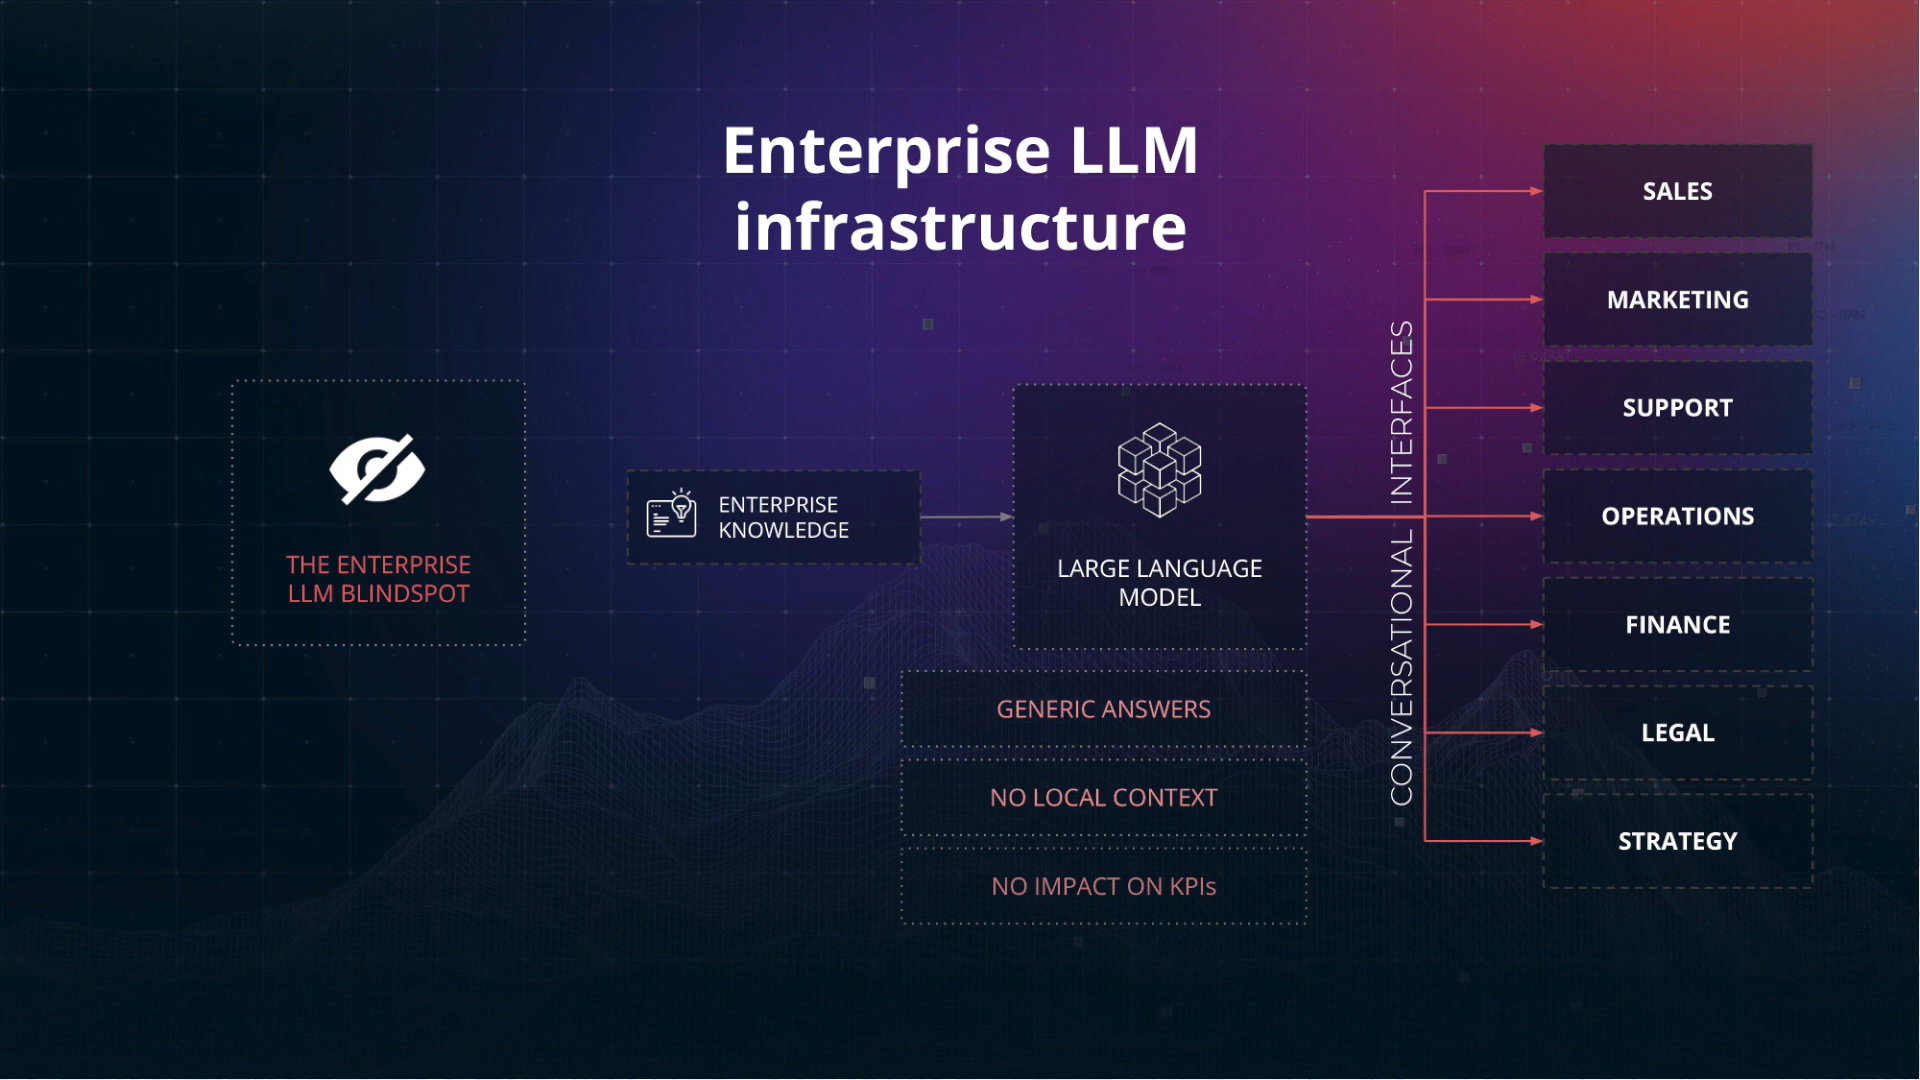 Enterprise LLM
infrastructure
THE ENTERPRISE
LLM BLINDSPOT
ENTERPRISE
KNOWLEDGE
LARGE LANGUAGE
MODEL
GENERIC ANSWERS
NO LOCAL CONTEXT
NO IMPACT ON KPIs
CONVERSATIONAL INTERFACES
SALES
MARKETING
SUPPORT
OPERATIONS
FINANCE
LEGAL
STRATEGY